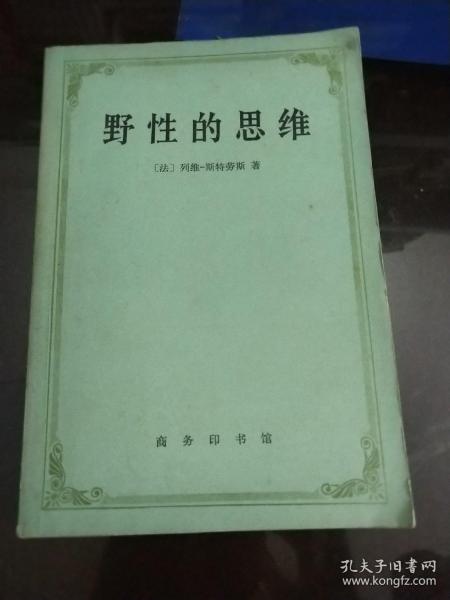 野性的思维
〔法〕列维-斯特劳斯 著
商务印书馆
孔夫子旧书网
www.kongfz.com